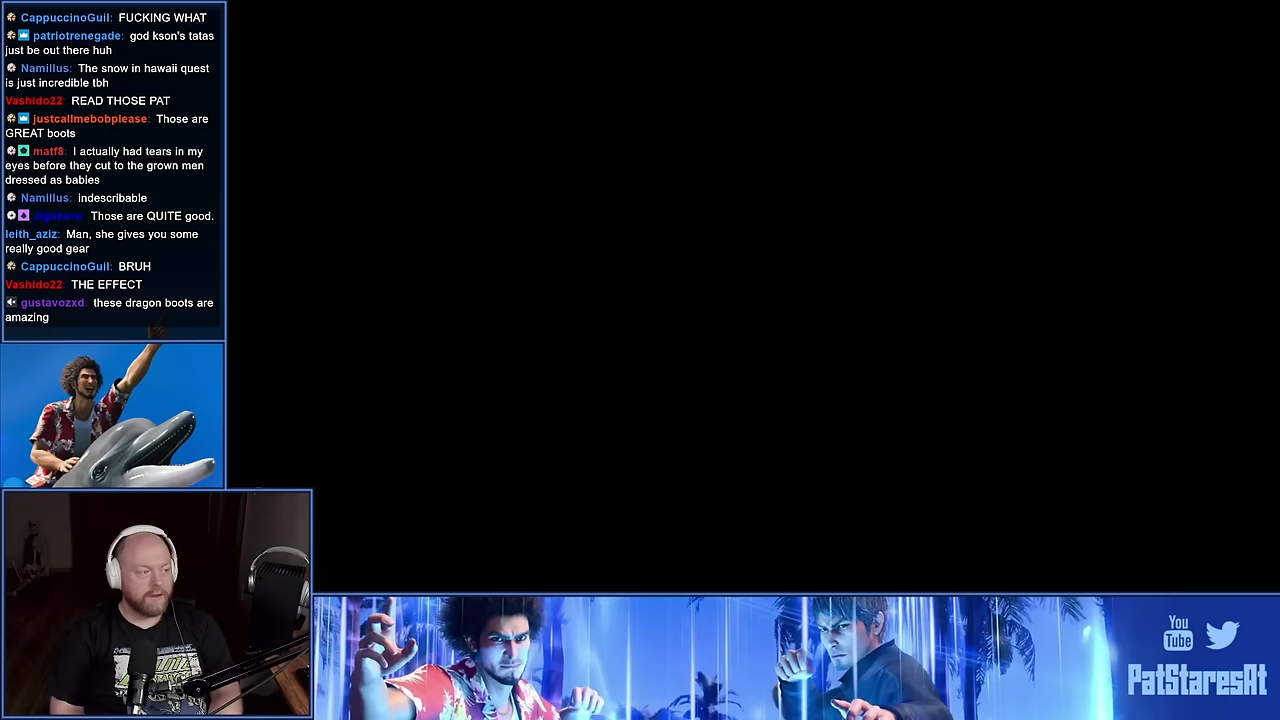 CappuccinoGuil: FUCKING WHAT
patriotrenegade: god kson's tatas
just be out there huh
Namillus: The snow in hawaii quest
is just incredible tbh
Vashido22: READ THOSE PAT
justcallmebobplease: Those are
GREAT boots
matf8: I actually had tears in my
eyes before they cut to the grown men
dressed as babies
Namillus: indescribable
Those are QUITE good.
leith_aziz: Man, she gives you some
really good gear
CappuccinoGuil: BRUH
Vashido22: THE EFFECT
gustavozxd: these dragon boots are
amazing
You
Tube
PatStaresAt